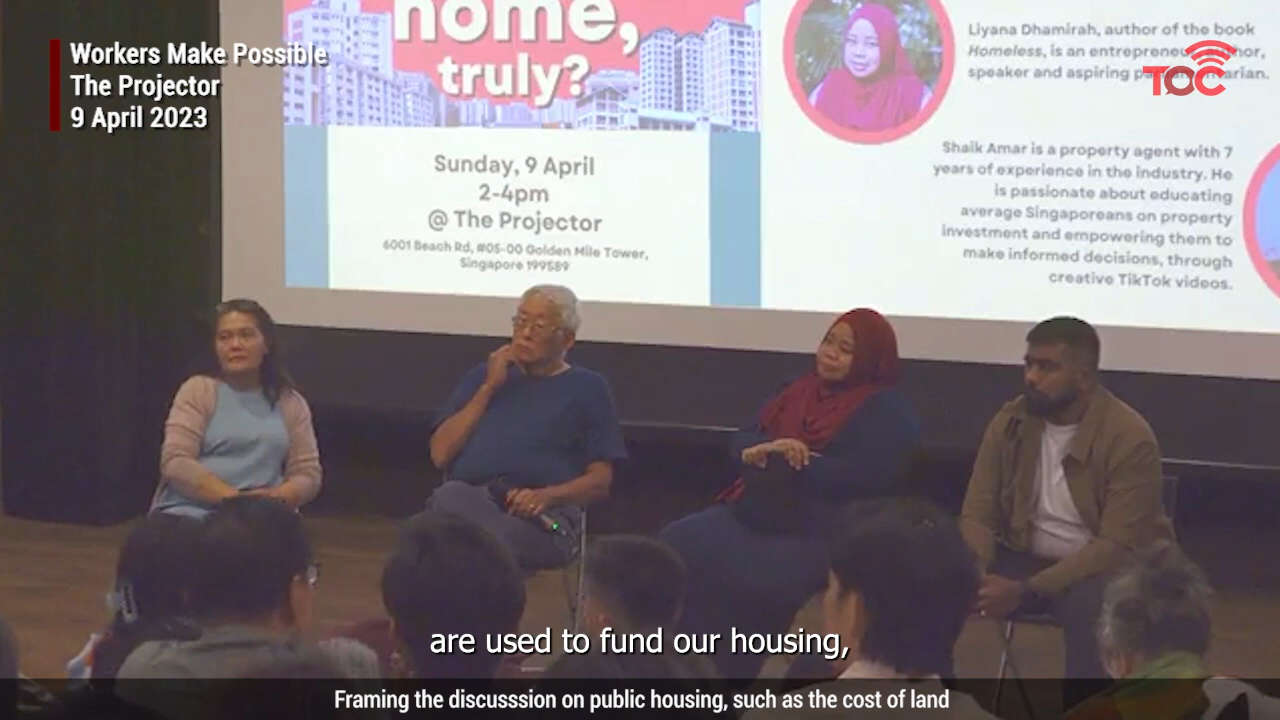 Workers Make Possible
The Projector
9 April 2023
home,
truly?
Sunday, 9 April
2-4pm
@ The Projector
6001 Beach Rd, #05-00 Golden Mile Tower,
Singapore 199589
Liyana Dhamirah, author of the book
Homeless, is an entrepreneur, author,
speaker and aspiring parliamentarian.
TOC
Shaik Amar is a property agent with 7
years of experience in the industry. He
is passionate about educating
average Singaporeans on property
investment and empowering them to
make informed decisions, through
creative TikTok videos.
are used to fund our housing,
Framing the discusssion on public housing, such as the cost of land